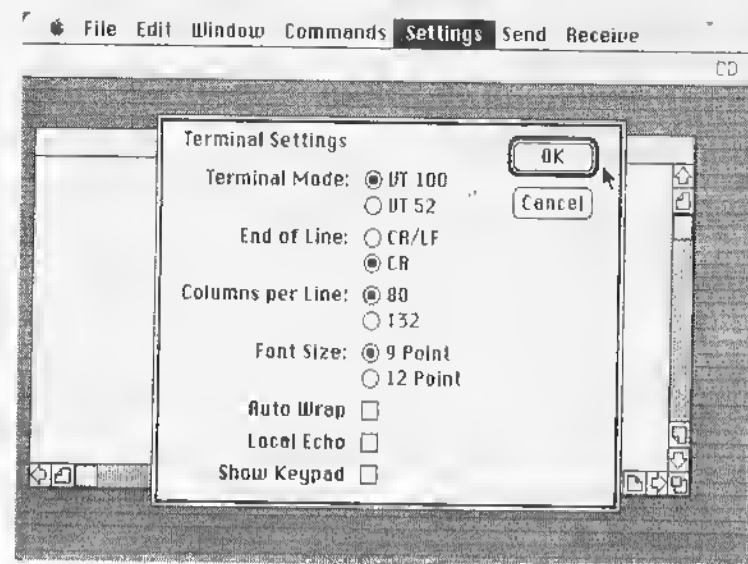 File Edit Window Commands Settings Send Receive
CD
Terminal Settings
OK
Cancel
Terminal Mode: VT 100
VT 52
End of Line: CR/LF
CR
Columns per Line: 80
132
Font Size: 9 Point
12 Point
Auto Wrap
Local Echo
Show Keypad